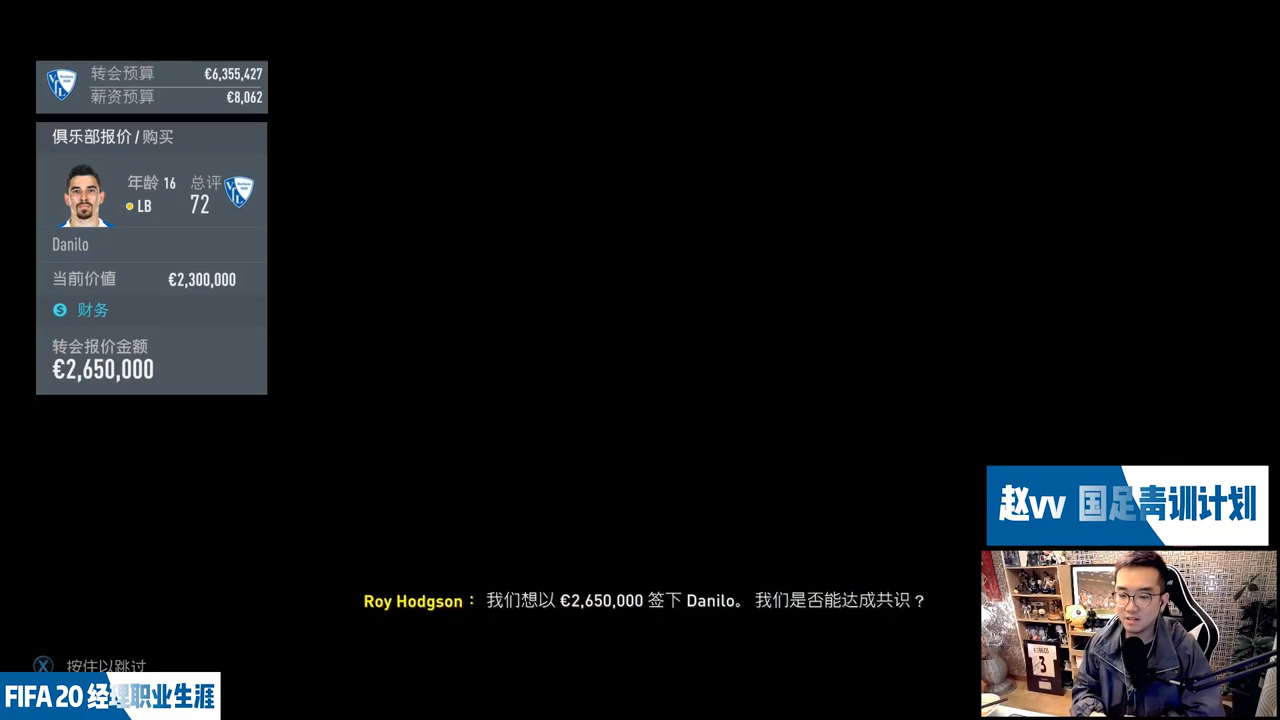 转会预算 €6,355,427
薪资预算 €8,062
俱乐部报价 / 购买
年龄 16 总评
LB 72
Danilo
当前价值 €2,300,000
财务
转会报价金额
€2,650,000
赵vv 国足青训计划
Roy Hodgson： 我们想以 €2,650,000 签下 Danilo。 我们是否能达成共识？
按住以跳过
FIFA 20 经理职业生涯
3